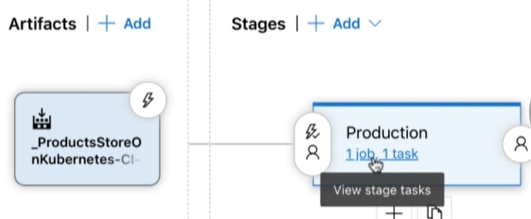 Artifacts | + Add
Stages | + Add
_ProductsStoreO
nKubernetes-CI-
Production
1 job, 1 task
View stage tasks